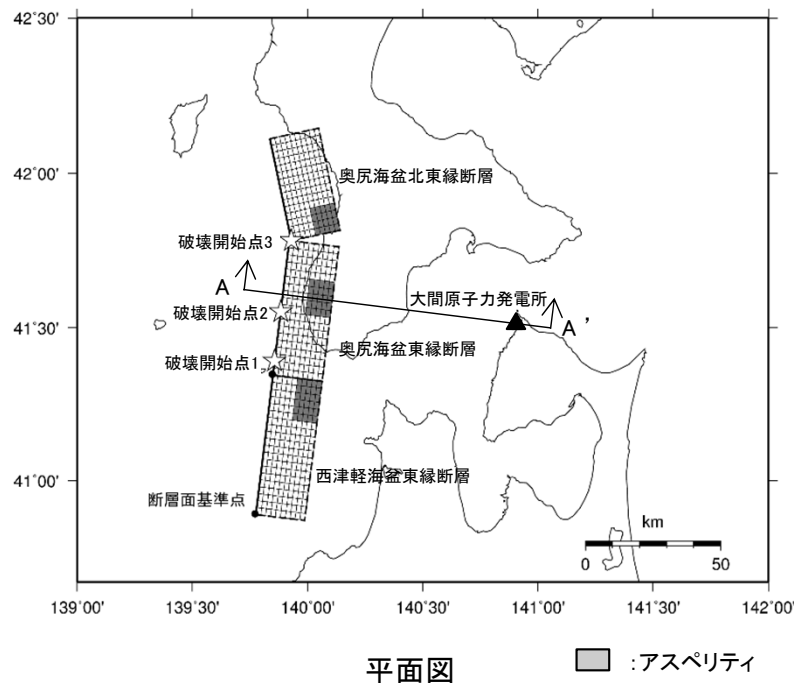 42°30'
42°00'
41°30'
41°00'
139°00'
139°30'
140°00'
140°30'
141°00'
141°30'
142°00'
奥尻海盆北東縁断層
破壊開始点3
A
大間原子力発電所
破壊開始点2
A'
奥尻海盆東縁断層
破壊開始点1
西津軽海盆東縁断層
断層面基準点
km
0
50
平面図
:アスペリティ